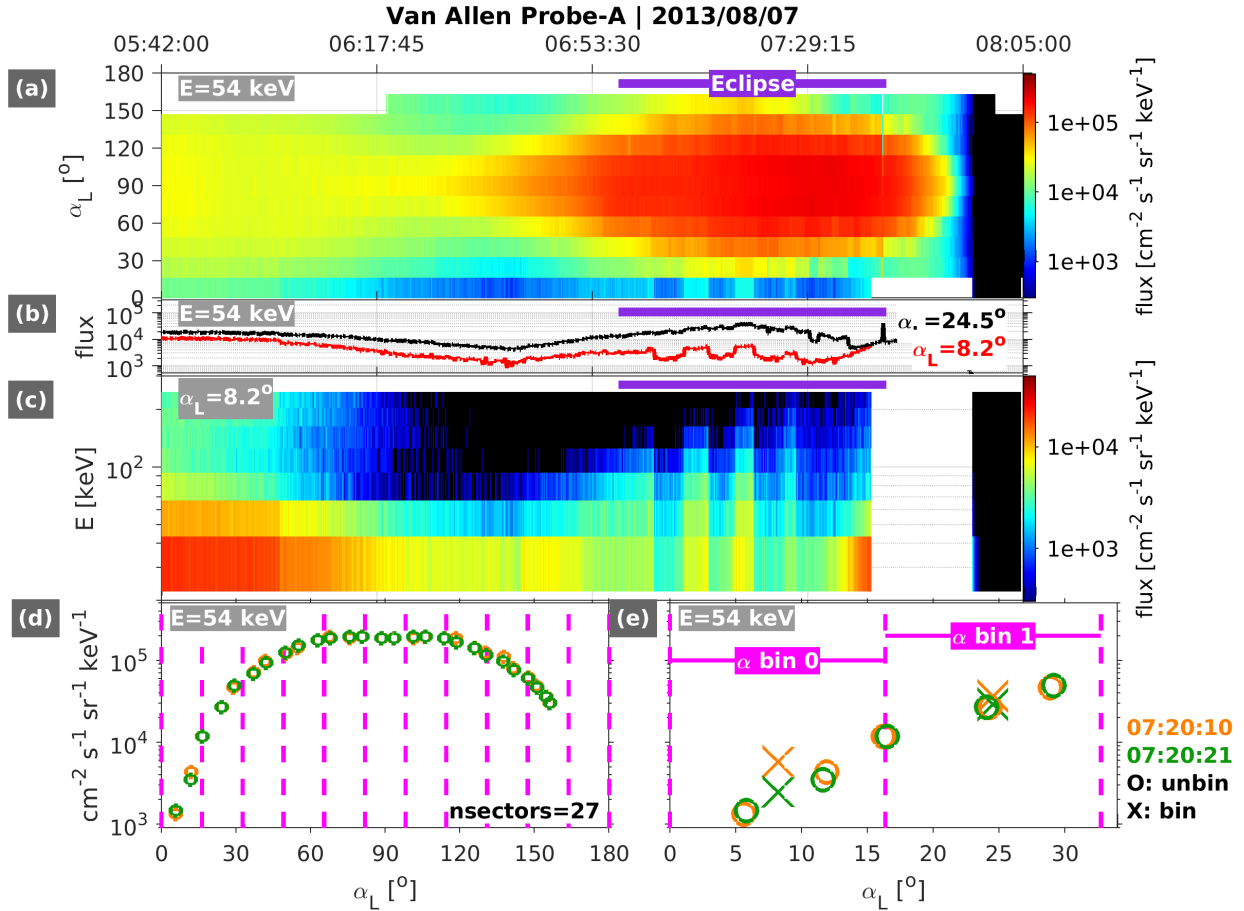 Van Allen Probe-A | 2013/08/07
05:42:00 06:17:45 06:53:30 07:29:15 08:05:00
(a)
E=54 keV
Eclipse
180
150
120
90
60
30
0
α_L [°]
1e+05
1e+04
1e+03
flux [cm⁻² s⁻¹ sr⁻¹ keV⁻¹]
(b)
E=54 keV
10⁵
10⁴
10³
flux
α. =24.5°
α_L=8.2°
(c)
α_L=8.2°
10²
E [keV]
1e+04
1e+03
flux [cm⁻² s⁻¹ sr⁻¹ keV⁻¹]
(d)
E=54 keV
10⁵
10⁴
10³
cm⁻² s⁻¹ sr⁻¹ keV⁻¹
nsectors=27
0 30 60 90 120 150 180
α_L [°]
(e)
E=54 keV
α bin 1
α bin 0
0 5 10 15 20 25 30
α_L [°]
07:20:10
07:20:21
O: unbin
X: bin